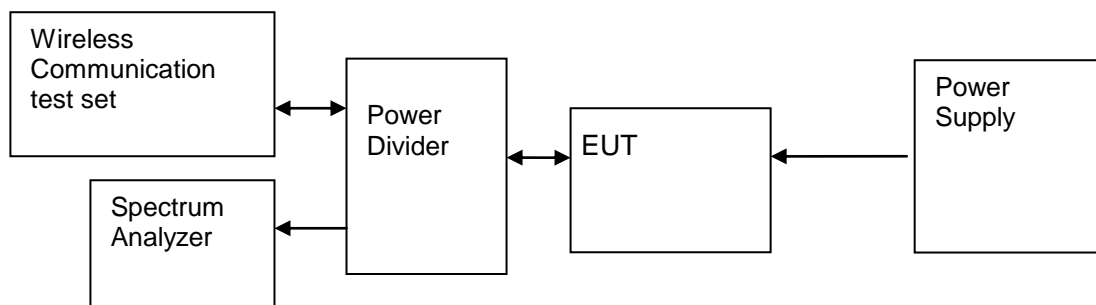 Wireless
Communication
test set
Power
Divider
EUT
Power
Supply
Spectrum
Analyzer